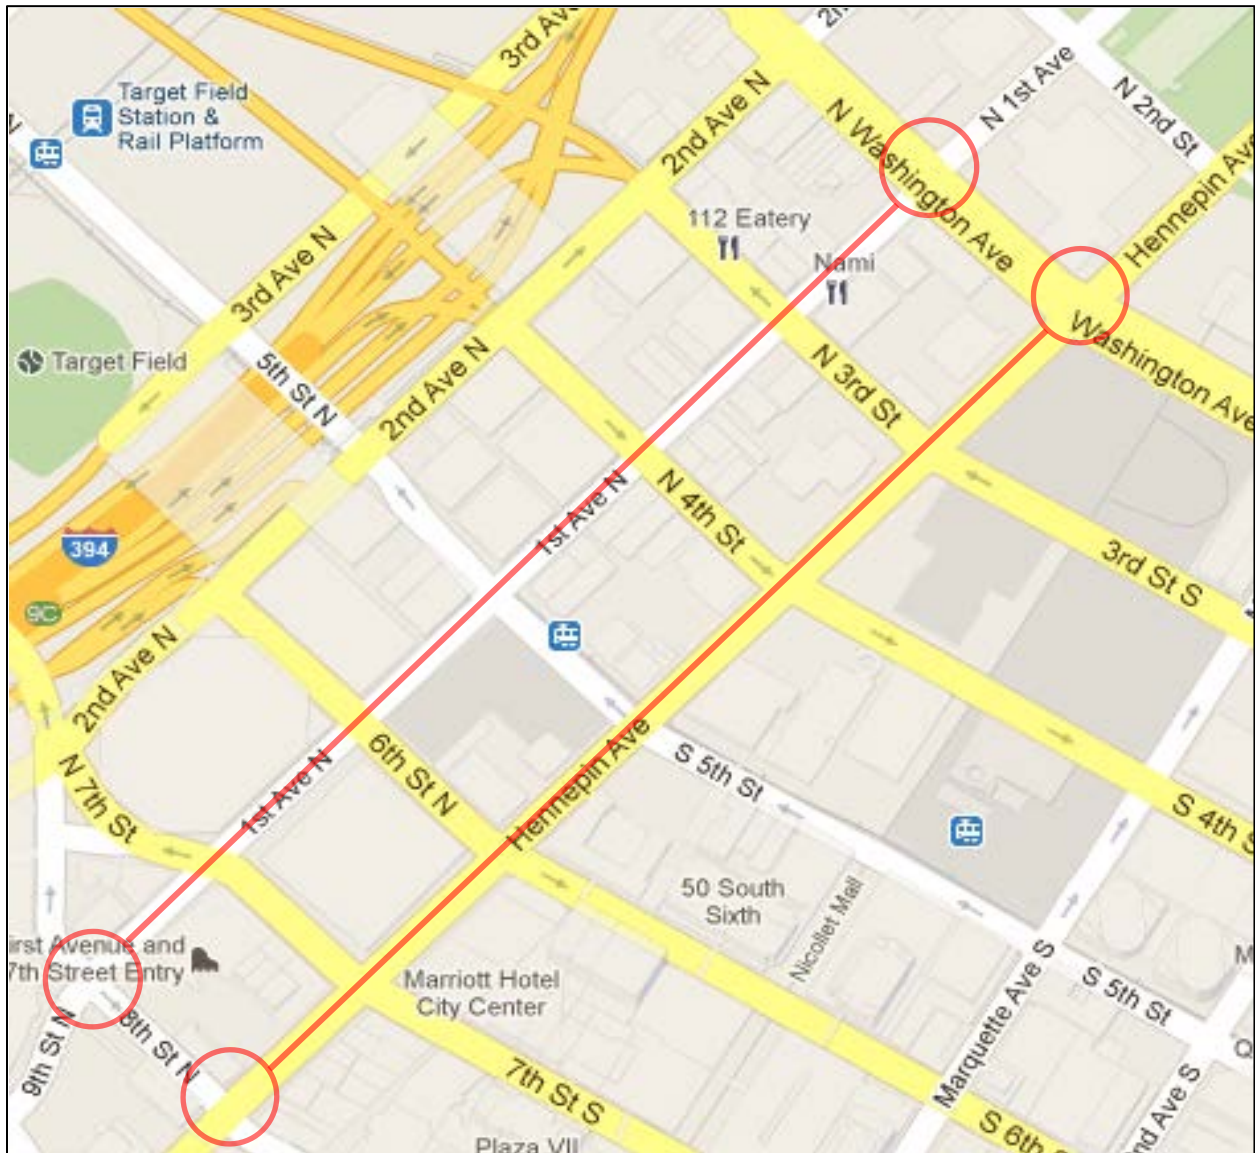 3rd Ave
2nd
N 1st Ave
N 2nd St
Hennepin Ave
Target Field
Station &
Rail Platform
N
2nd Ave N
N Washington Ave
112 Eatery
Nami
3rd Ave N
Washington Ave
Target Field
5th St N
2nd Ave N
N 3rd St
1st Ave N
N 4th St
394
9C
3rd St S
2nd Ave N
Hennepin Ave
S 5th St
6th St N
1st Ave N
N 7th St
S 4th S
50 South
Sixth
Nicollet Mall
irst Avenue and
7th Street Entry
Marriott Hotel
City Center
M
Marquette Ave S
S 5th St
8th St N
9th St N
Q
7th St S
nd Ave S
S 6th
Plaza VII